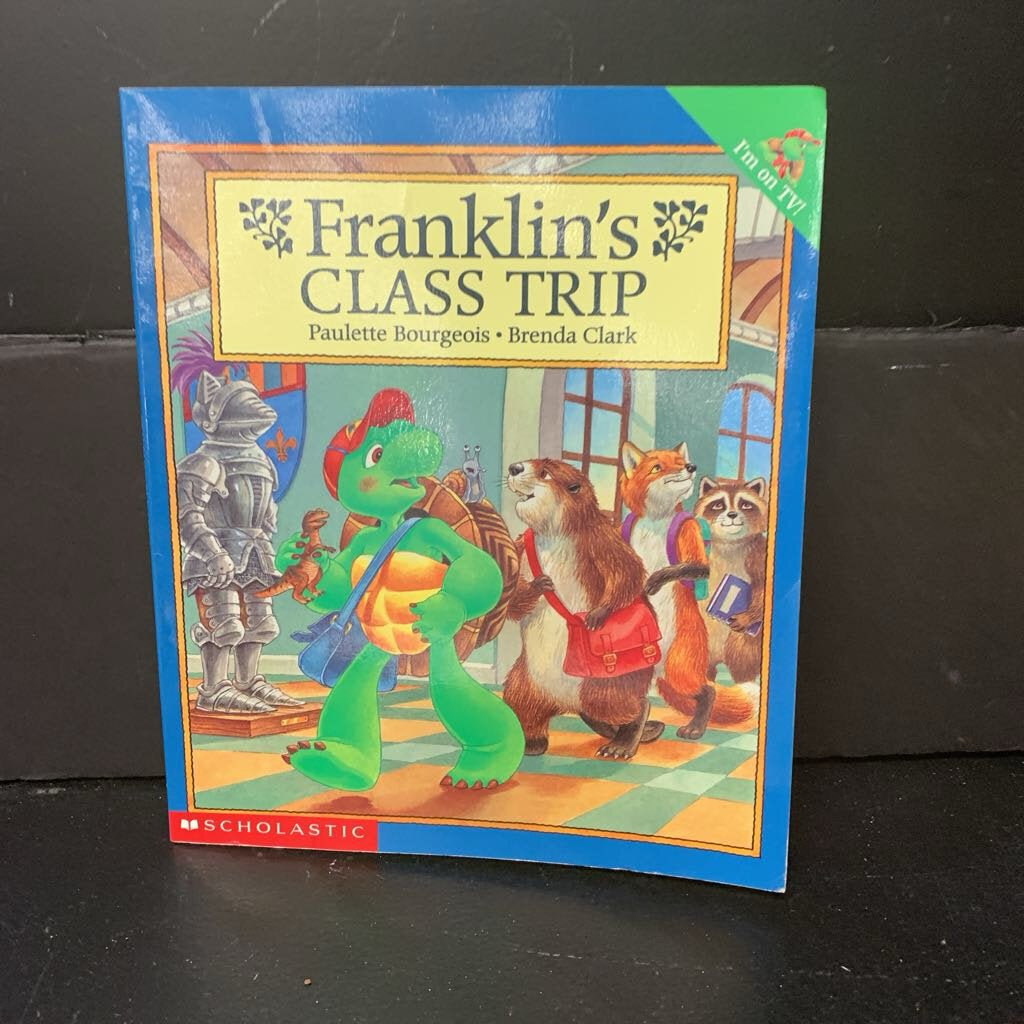 I'm on TV!
Franklin's
CLASS TRIP
Paulette Bourgeois • Brenda Clark
SCHOLASTIC